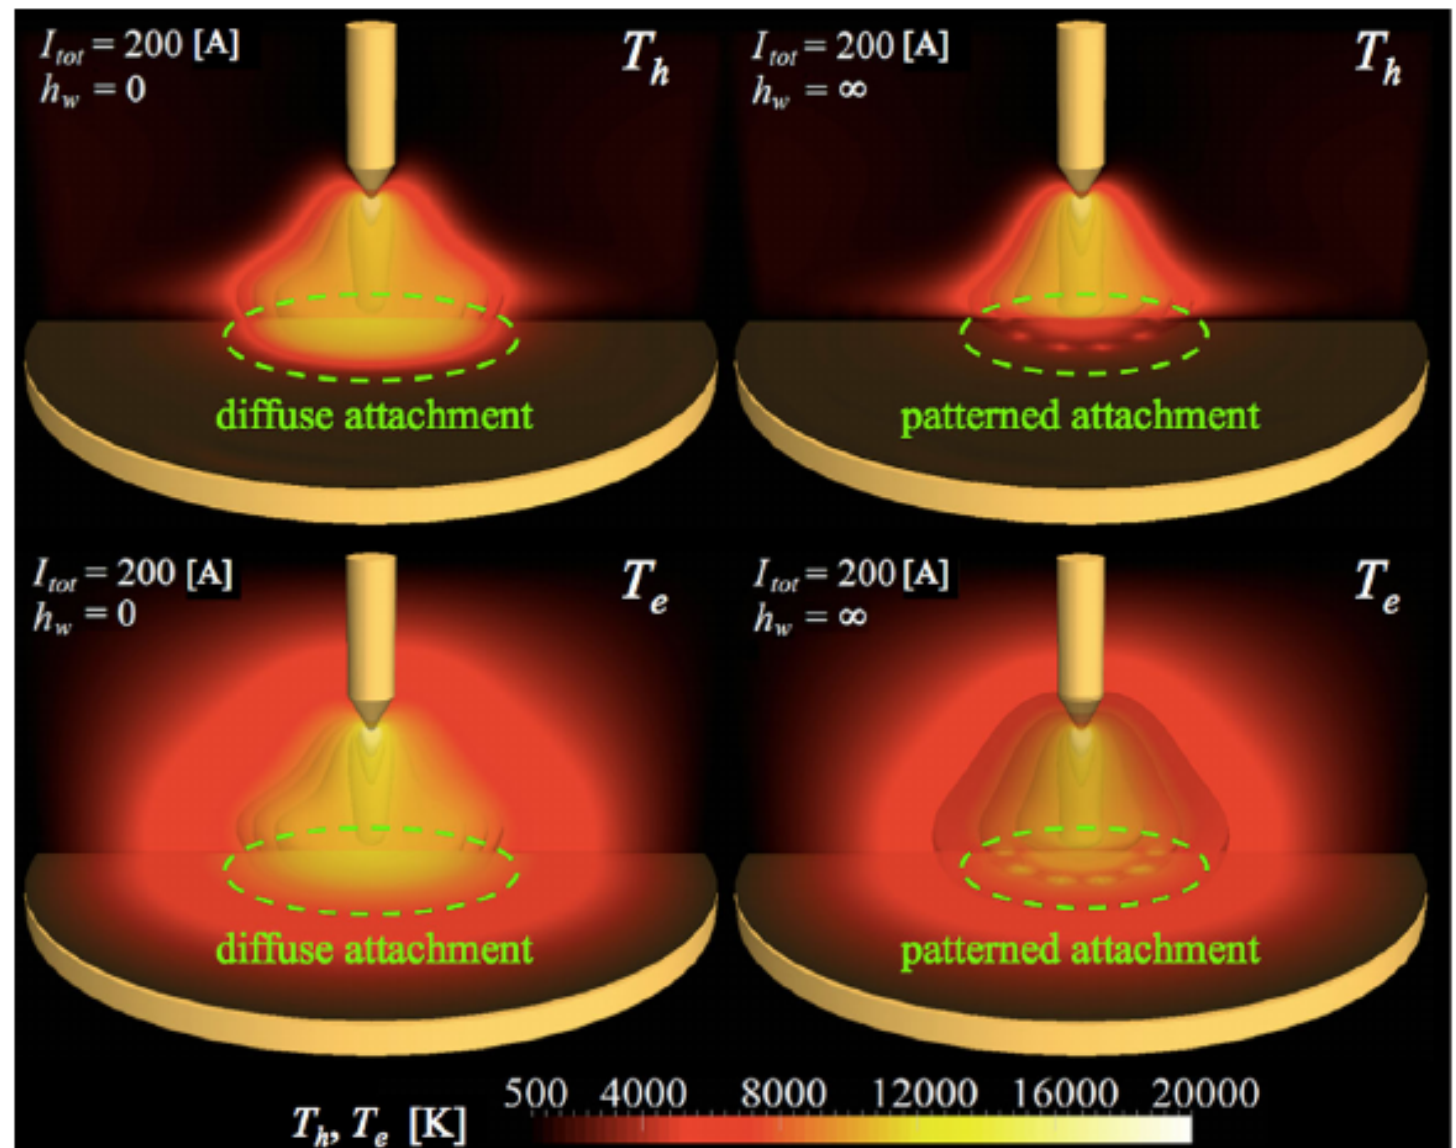 I_tot = 200 [A]
h_w = 0
T_h
diffuse attachment
I_tot = 200 [A]
h_w = ∞
T_h
patterned attachment
I_tot = 200 [A]
h_w = 0
T_e
diffuse attachment
I_tot = 200 [A]
h_w = ∞
T_e
patterned attachment
500 4000 8000 12000 16000 20000
T_h, T_e [K]